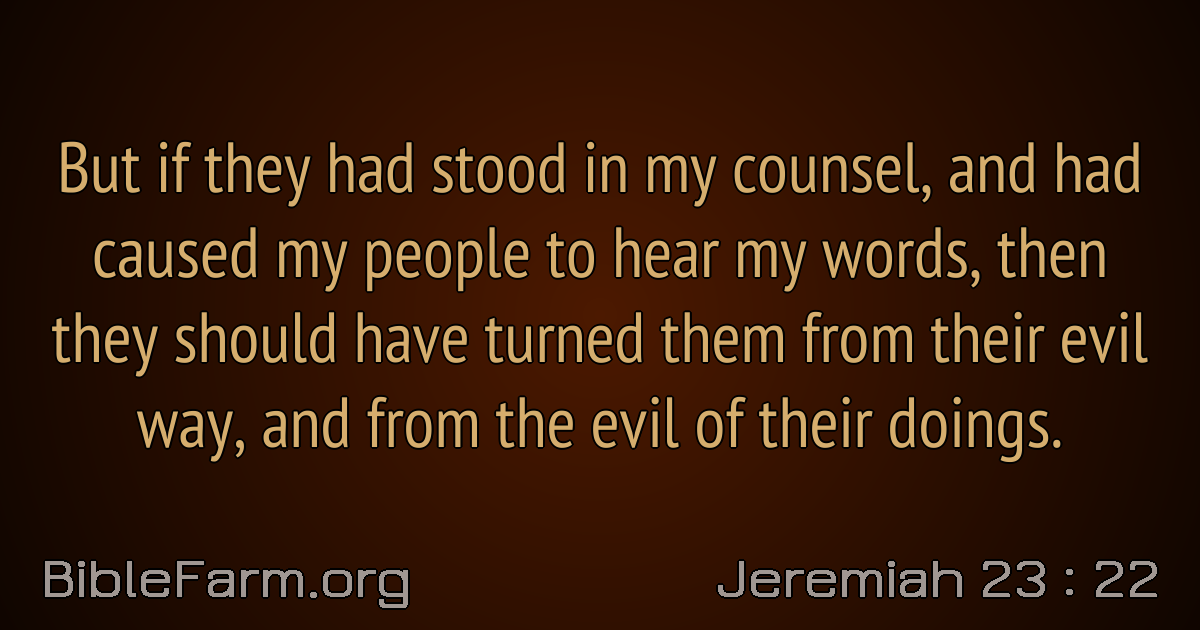 But if they had stood in my counsel, and had
caused my people to hear my words, then
they should have turned them from their evil
way, and from the evil of their doings.
BibleFarm.org
Jeremiah 23 : 22